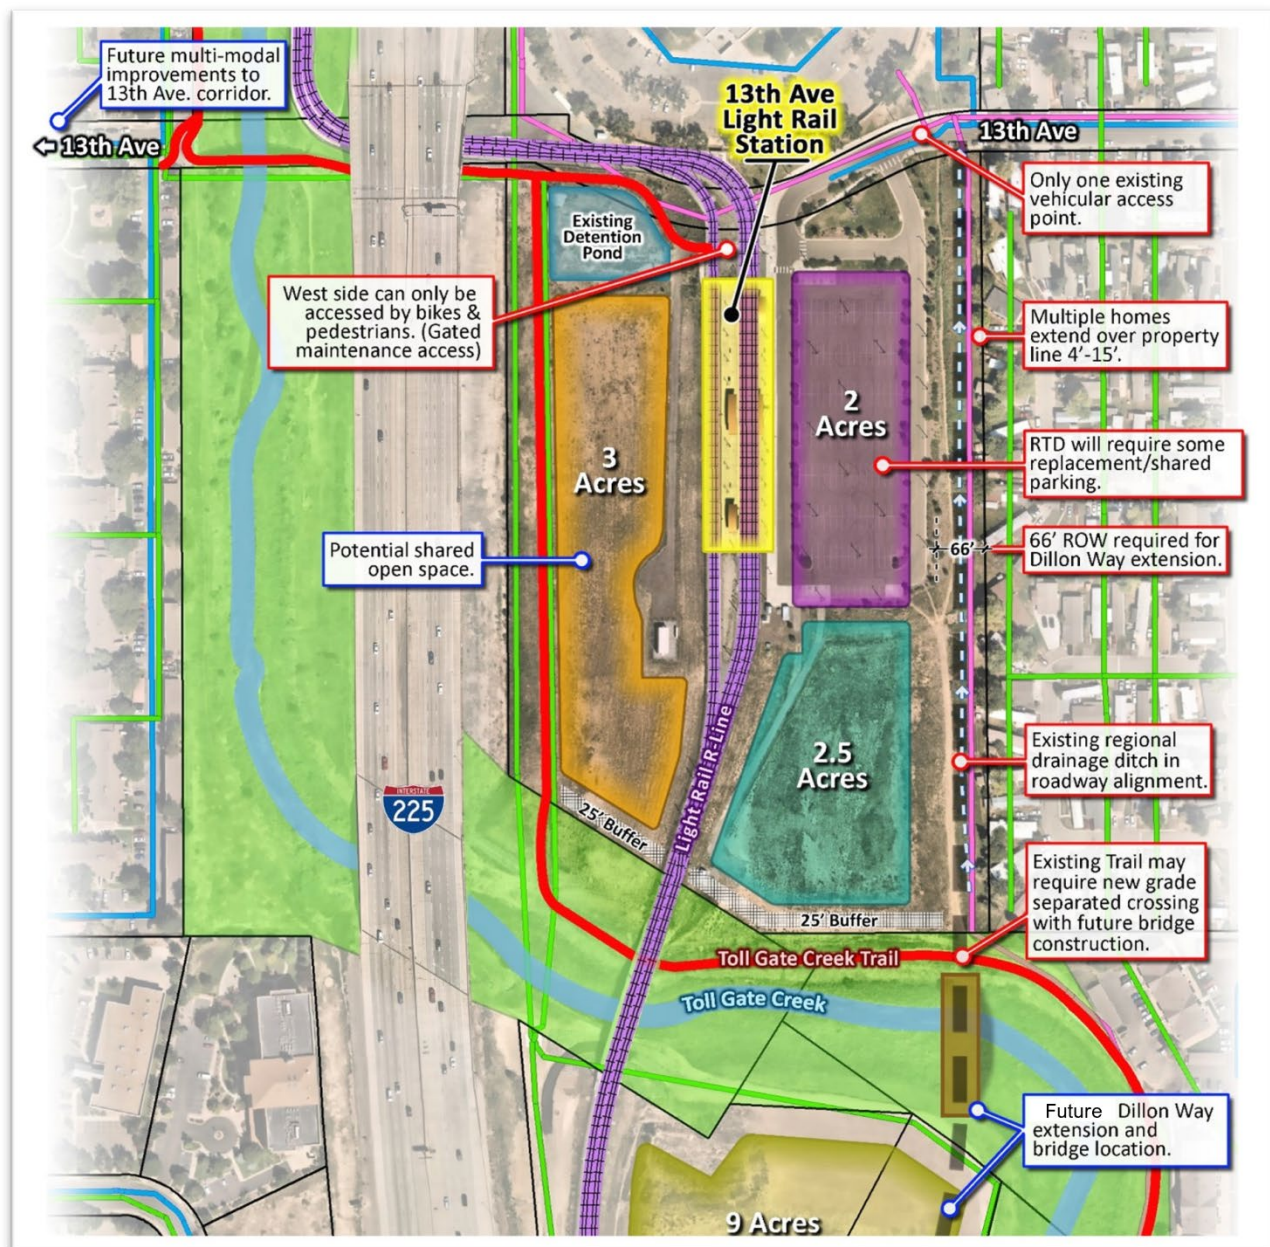 Future multi-modal
improvements to
13th Ave. corridor.
13th Ave
13th Ave
Light Rail
Station
13th Ave
Only one existing
vehicular access
point.
Existing
Detention
Pond
West side can only be
accessed by bikes &
pedestrians. (Gated
maintenance access)
Multiple homes
extend over property
line 4'-15'.
2
Acres
3
Acres
RTD will require some
replacement/shared
parking.
Potential shared
open space.
66'
66' ROW required for
Dillon Way extension.
Light Rail R-Line
2.5
Acres
Existing regional
drainage ditch in
roadway alignment.
INTERSTATE
225
25' Buffer
25' Buffer
Existing Trail may
require new grade
separated crossing
with future bridge
construction.
Toll Gate Creek Trail
Toll Gate Creek
Future Dillon Way
extension and
bridge location.
9 Acres